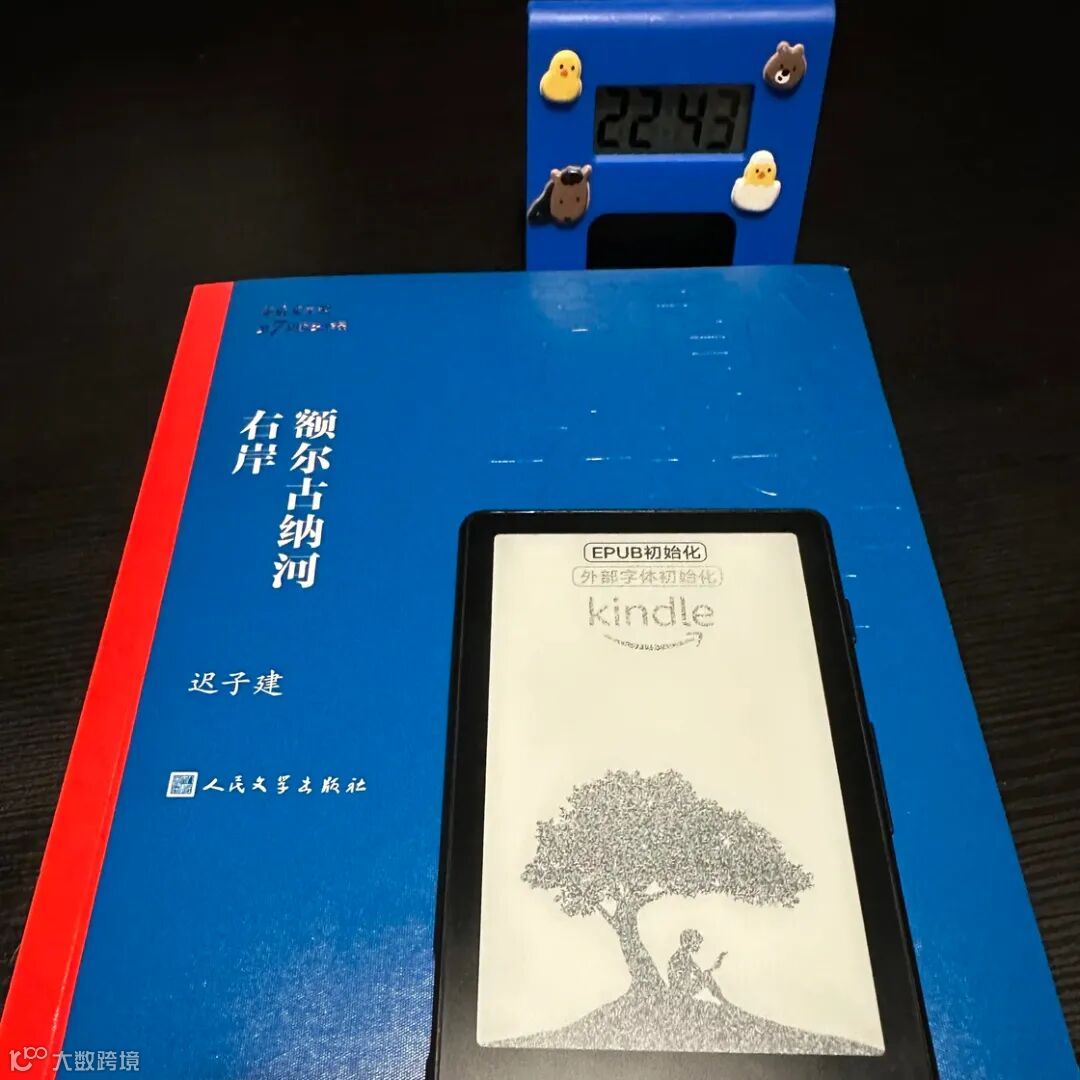 22:43
额尔古纳河
右岸
迟子建
人民文学出版社
EPUB初始化
外部字体初始化
kindle
大数跨境